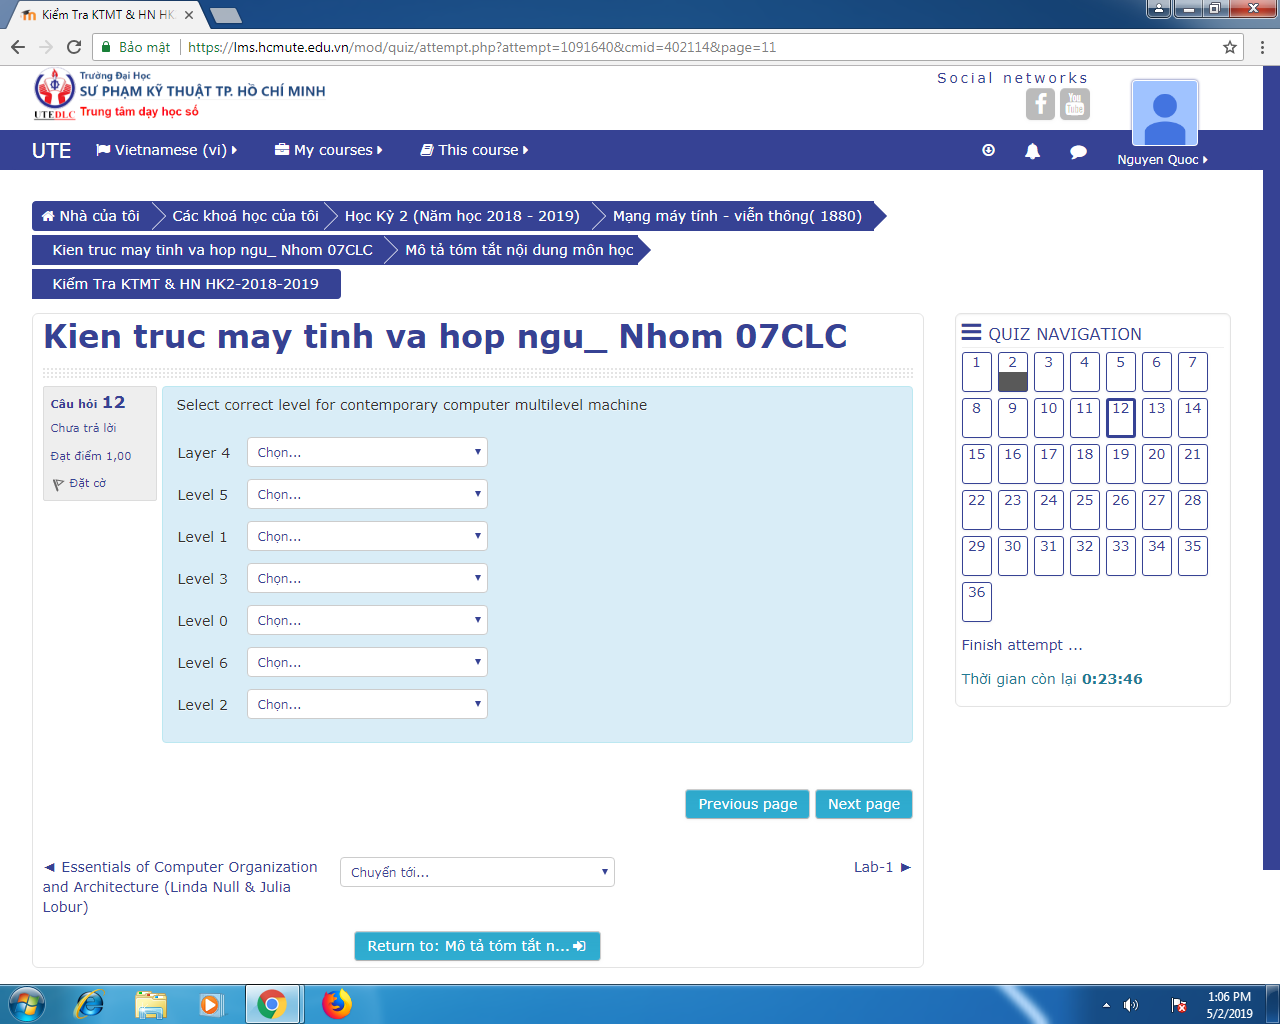 Kiểm Tra KTMT & HN HK
Bảo mật https://lms.hcmute.edu.vn/mod/quiz/attempt.php?attempt=1091640&cmid=402114&page=11
Trường Đại Học
SƯ PHẠM KỸ THUẬT TP. HỒ CHÍ MINH
UTEDLC Trung tâm dạy học số
Social networks
You Tube
UTE Vietnamese (vi) My courses This course
Nguyen Quoc
Nhà của tôi Các khoá học của tôi Học Kỳ 2 (Năm học 2018 - 2019) Mạng máy tính - viễn thông( 1880)
Kien truc may tinh va hop ngu_ Nhom 07CLC Mô tả tóm tắt nội dung môn học
Kiểm Tra KTMT & HN HK2-2018-2019
Kien truc may tinh va hop ngu_ Nhom 07CLC
Câu hỏi 12
Chưa trả lời
Đạt điểm 1,00
Đặt cờ
Select correct level for contemporary computer multilevel machine
Layer 4 Chọn...
Level 5 Chọn...
Level 1 Chọn...
Level 3 Chọn...
Level 0 Chọn...
Level 6 Chọn...
Level 2 Chọn...
Previous page Next page
◄ Essentials of Computer Organization
and Architecture (Linda Null & Julia
Lobur)
Chuyển tới...
Lab-1 ►
Return to: Mô tả tóm tắt n...
QUIZ NAVIGATION
1 2 3 4 5 6 7
8 9 10 11 12 13 14
15 16 17 18 19 20 21
22 23 24 25 26 27 28
29 30 31 32 33 34 35
36
Finish attempt ...
Thời gian còn lại 0:23:46
1:06 PM
5/2/2019